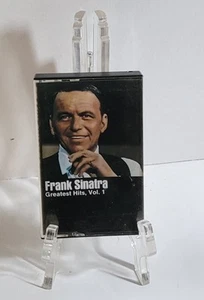 Frank Sinatra
Greatest Hits, Vol. 1